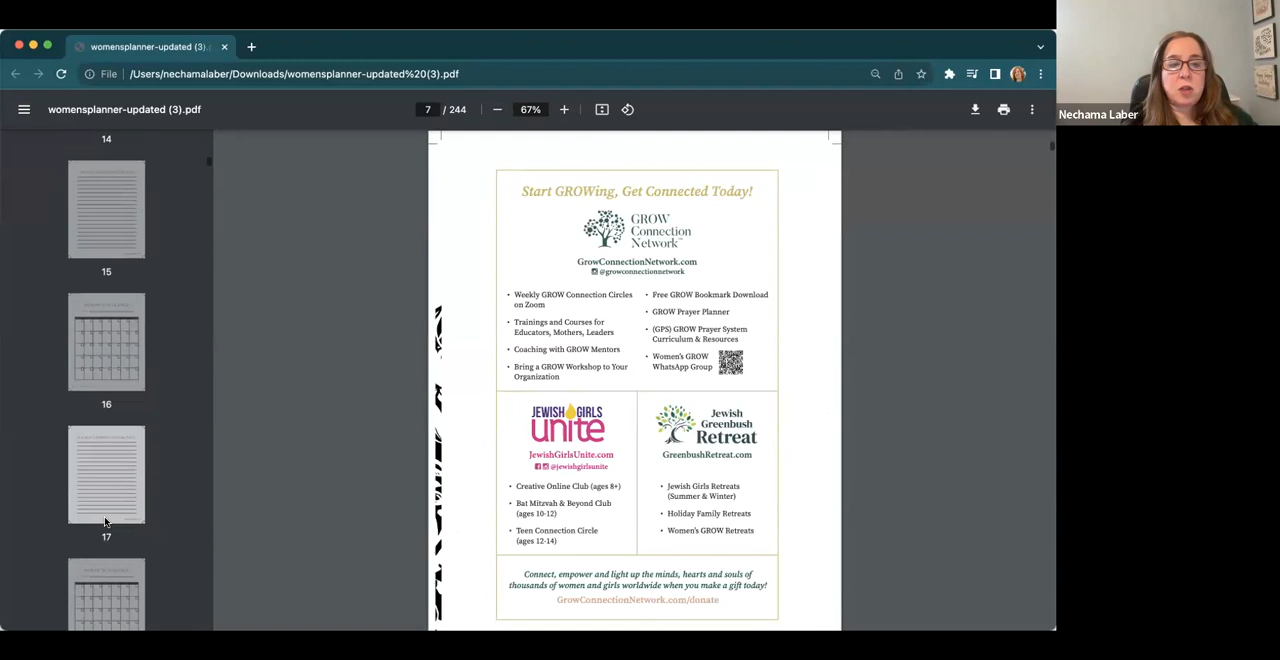 womensplanner-updated (3).
File
/Users/nechamalaber/Downloads/womensplanner-updated%20(3).pdf
womensplanner-updated (3).pdf
7 / 244
67%
14
15
16
17
Start GROWing, Get Connected Today!
GROW
Connection
Network™
GrowConnectionNetwork.com
@growconnectionnetwork
• Weekly GROW Connection Circles
on Zoom
• Trainings and Courses for
Educators, Mothers, Leaders
• Coaching with GROW Mentors
• Bring a GROW Workshop to Your
Organization
• Free GROW Bookmark Download
• GROW Prayer Planner
• (GPS) GROW Prayer System
Curriculum & Resources
• Women's GROW
WhatsApp Group
JEWISH GIRLS
unite
JewishGirlsUnite.com
@jewishgirlsunite
• Creative Online Club (ages 8+)
• Bat Mitzvah & Beyond Club
(ages 10-12)
• Teen Connection Circle
(ages 12-14)
Jewish
Greenbush
Retreat
GreenbushRetreat.com
• Jewish Girls Retreats
(Summer & Winter)
• Holiday Family Retreats
• Women's GROW Retreats
Connect, empower and light up the minds, hearts and souls of
thousands of women and girls worldwide when you make a gift today!
GrowConnectionNetwork.com/donate
Nechama Laber